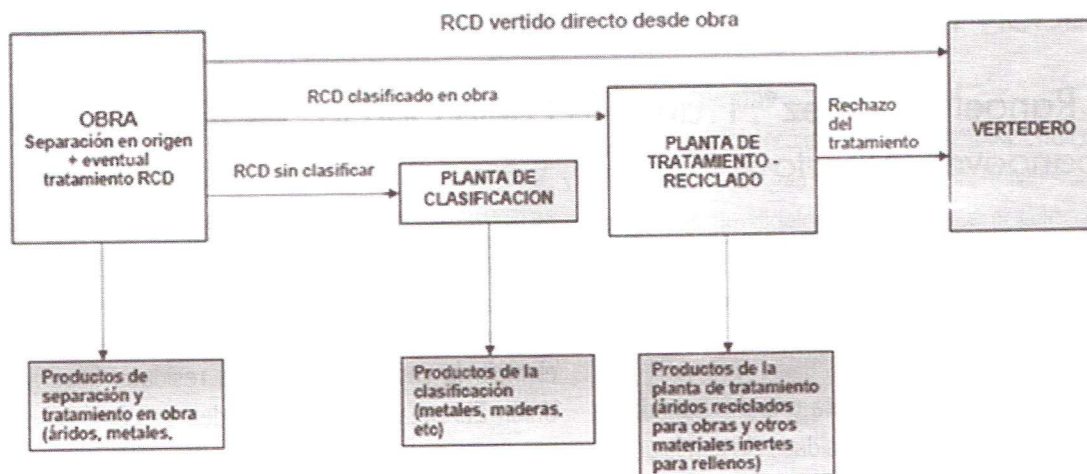 RCD vertido directo desde obra
OBRA
Separación en origen
+ eventual
tratamiento RCD
RCD clasificado en obra
RCD sin clasificar
PLANTA DE
CLASIFICACION
PLANTA DE
TRATAMIENTO -
RECICLADO
Rechazo
del
tratamiento
VERTEDERO
Productos de
separación y
tratamiento en obra
(áridos, metales,
Productos de la
clasificación
(metales, maderas,
etc)
Productos de la
planta de tratamiento
(áridos reciclados
para obras y otros
materiales inertes
para rellenos)